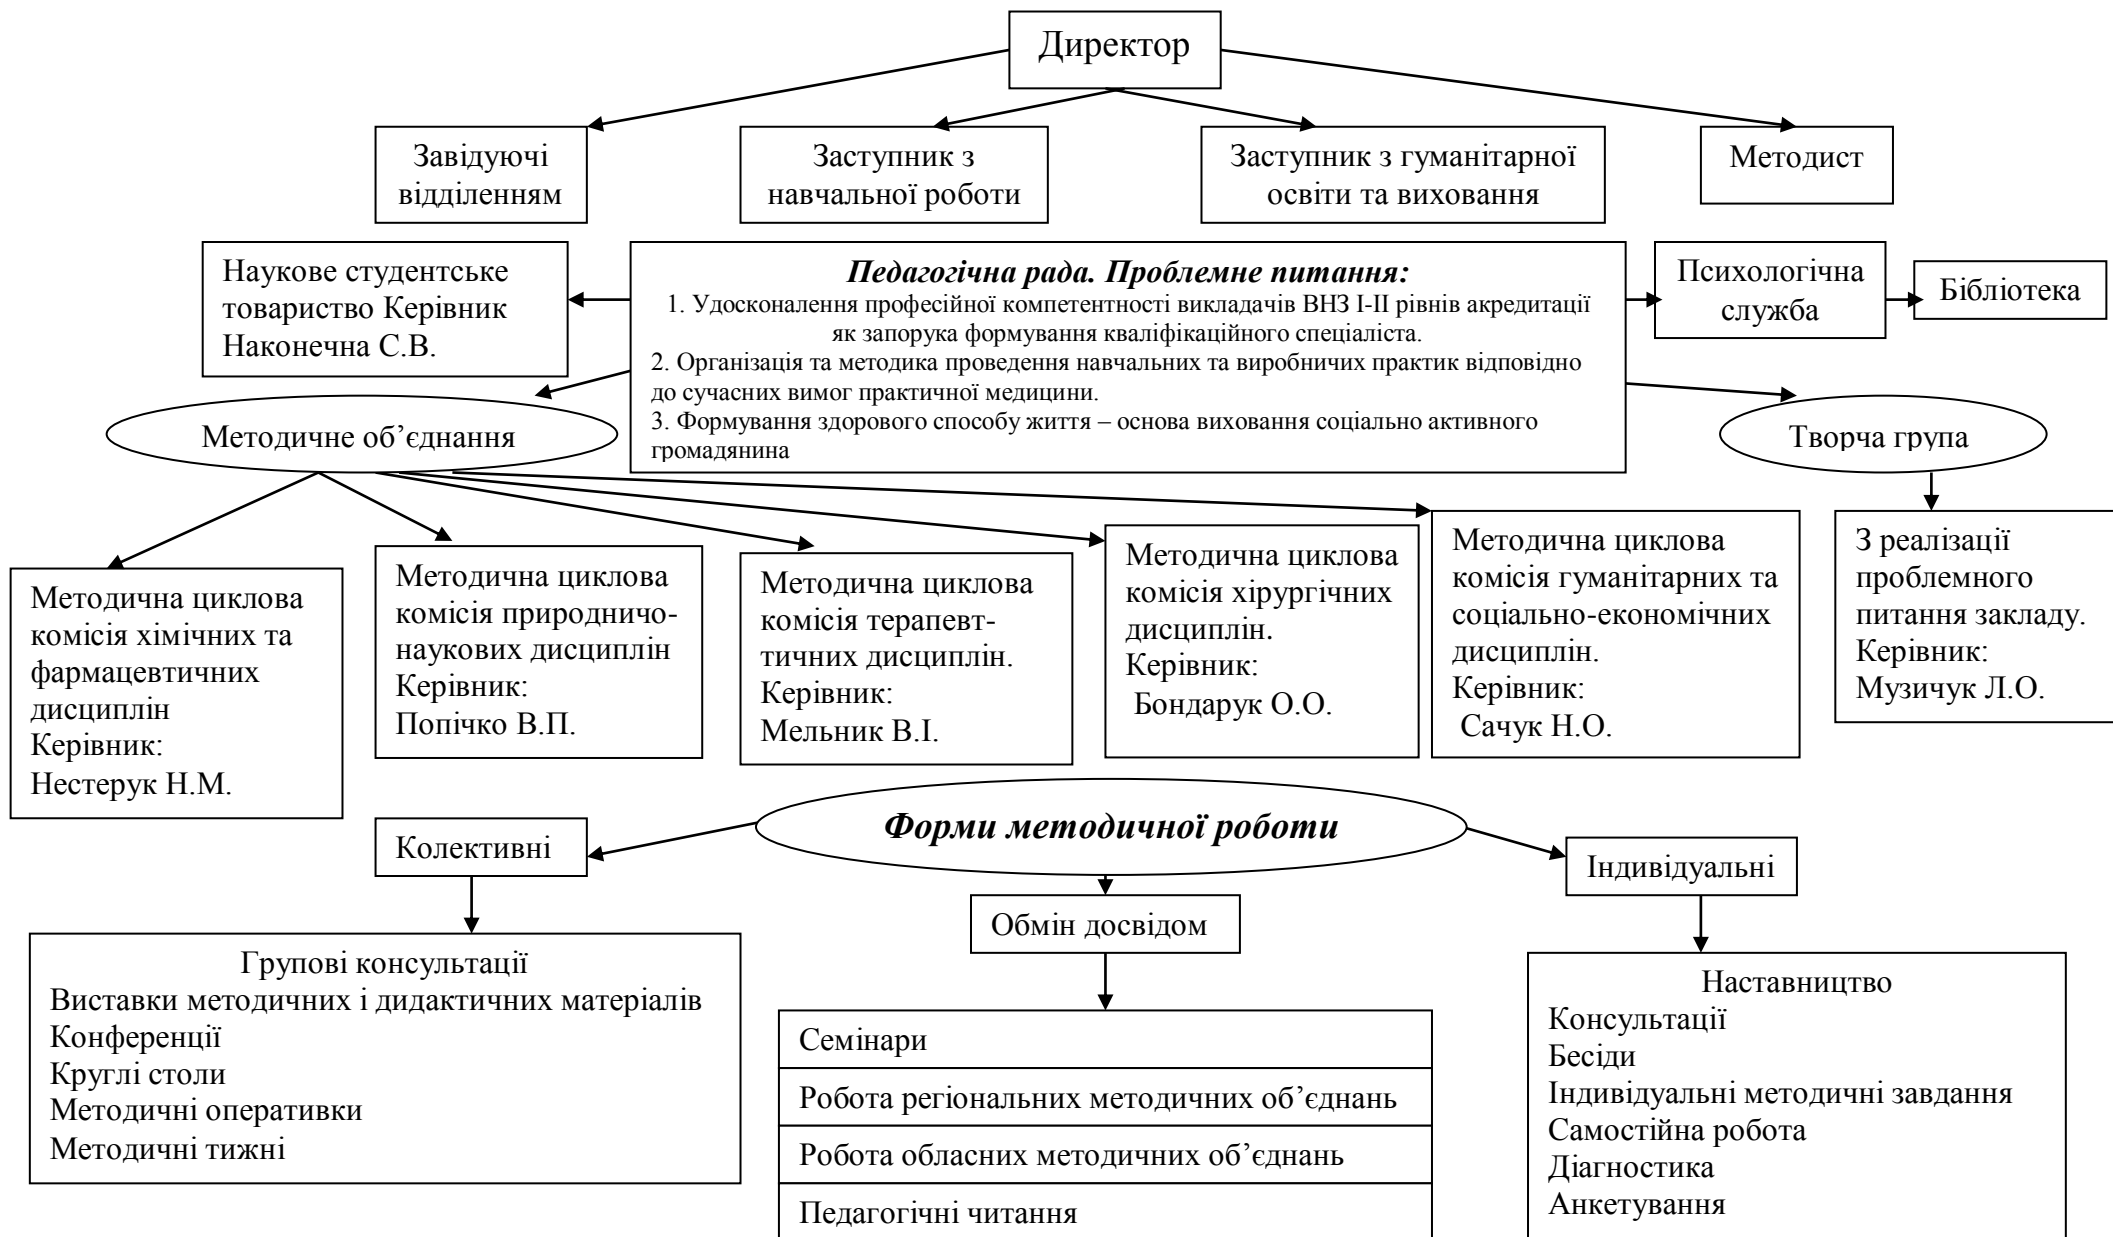 Директор
Завідуючі
відділенням
Заступник з
навчальної роботи
Заступник з гуманітарної
освіти та виховання
Методист
Наукове студентське
товариство Керівник
Наконечна С.В.
Педагогічна рада. Проблемне питання:
1. Удосконалення професійної компетентності викладачів ВНЗ І-ІІ рівнів акредитації
як запорука формування кваліфікаційного спеціаліста.
2. Організація та методика проведення навчальних та виробничих практик відповідно
до сучасних вимог практичної медицини.
3. Формування здорового способу життя – основа виховання соціально активного
громадянина
Психологічна
служба
Бібліотека
Методичне об’єднання
Творча група
Методична циклова
комісія хімічних та
фармацевтичних
дисциплін
Керівник:
Нестерук Н.М.
Методична циклова
комісія природничо-
наукових дисциплін
Керівник:
Попічко В.П.
Методична циклова
комісія терапевт-
тичних дисциплін.
Керівник:
Мельник В.І.
Методична циклова
комісія хірургічних
дисциплін.
Керівник:
Бондарук О.О.
Методична циклова
комісія гуманітарних та
соціально-економічних
дисциплін.
Керівник:
Сачук Н.О.
З реалізації
проблемного
питання закладу.
Керівник:
Музичук Л.О.
Форми методичної роботи
Колективні
Обмін досвідом
Індивідуальні
Групові консультації
Виставки методичних і дидактичних матеріалів
Конференції
Круглі столи
Методичні оперативки
Методичні тижні
Семінари
Робота регіональних методичних об’єднань
Робота обласних методичних об’єднань
Педагогічні читання
Наставництво
Консультації
Бесіди
Індивідуальні методичні завдання
Самостійна робота
Діагностика
Анкетування